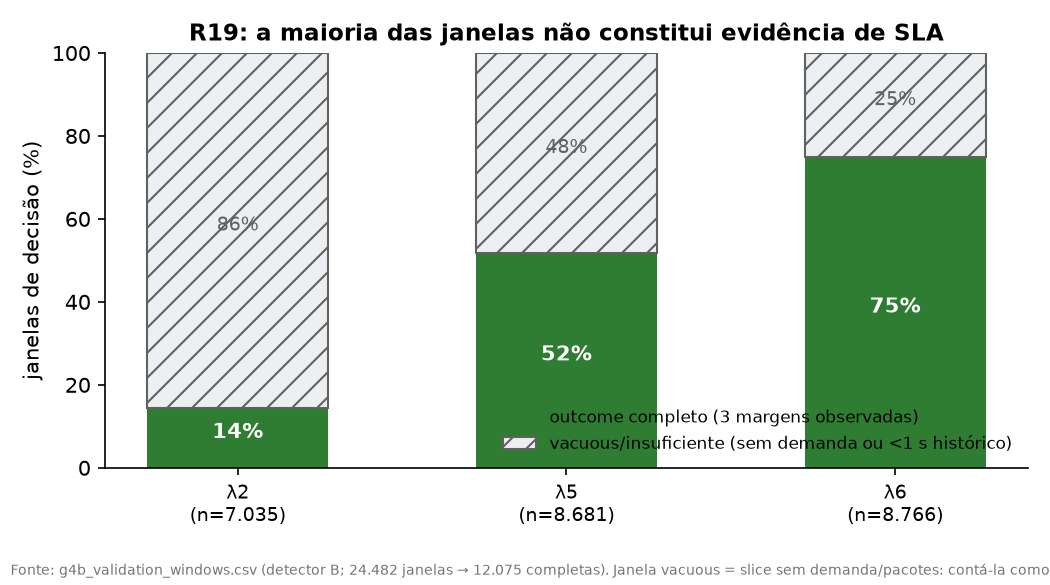 R19: a maioria das janelas não constitui evidência de SLA
janelas de decisão (%)
100
80
60
40
20
0
86%
14%
48%
52%
25%
75%
outcome completo (3 margens observadas)
vacuous/insuficiente (sem demanda ou <1 s histórico)
λ2
(n=7.035)
λ5
(n=8.681)
λ6
(n=8.766)
Fonte: g4b_validation_windows.csv (detector B; 24.482 janelas → 12.075 completas). Janela vacuous = slice sem demanda/pacotes: contá-la como